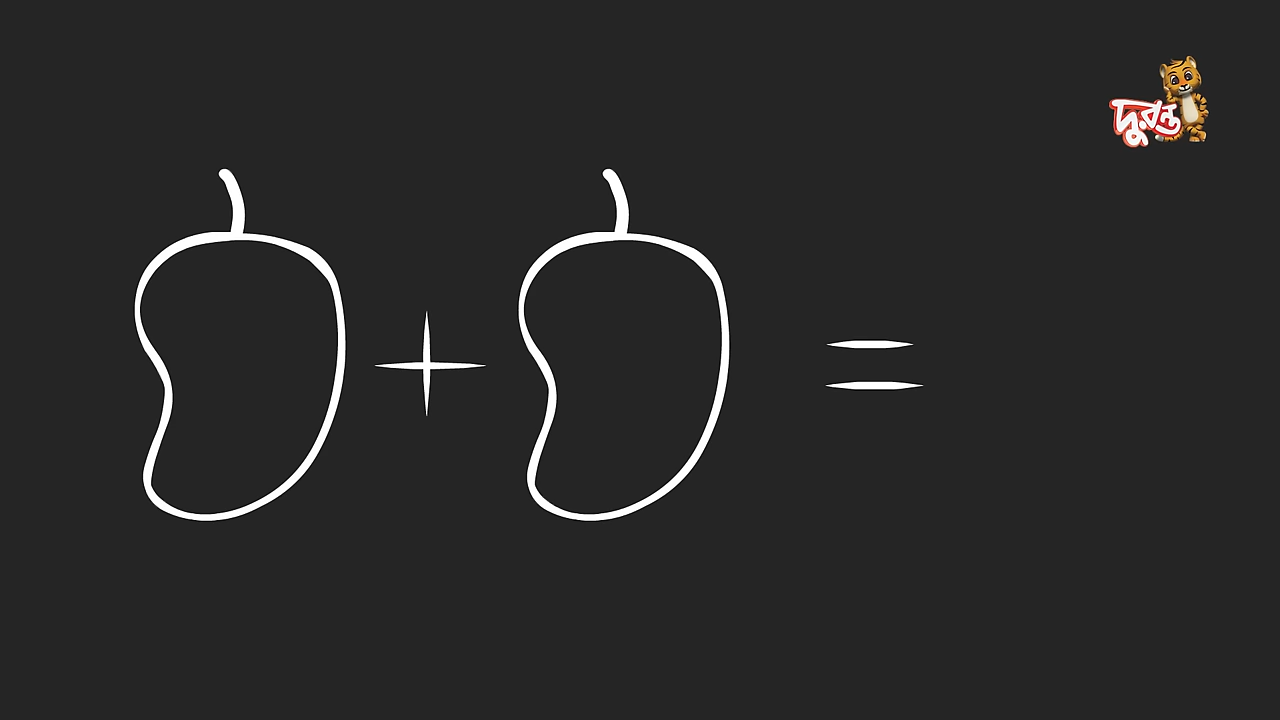 দুরন্ত
+ =